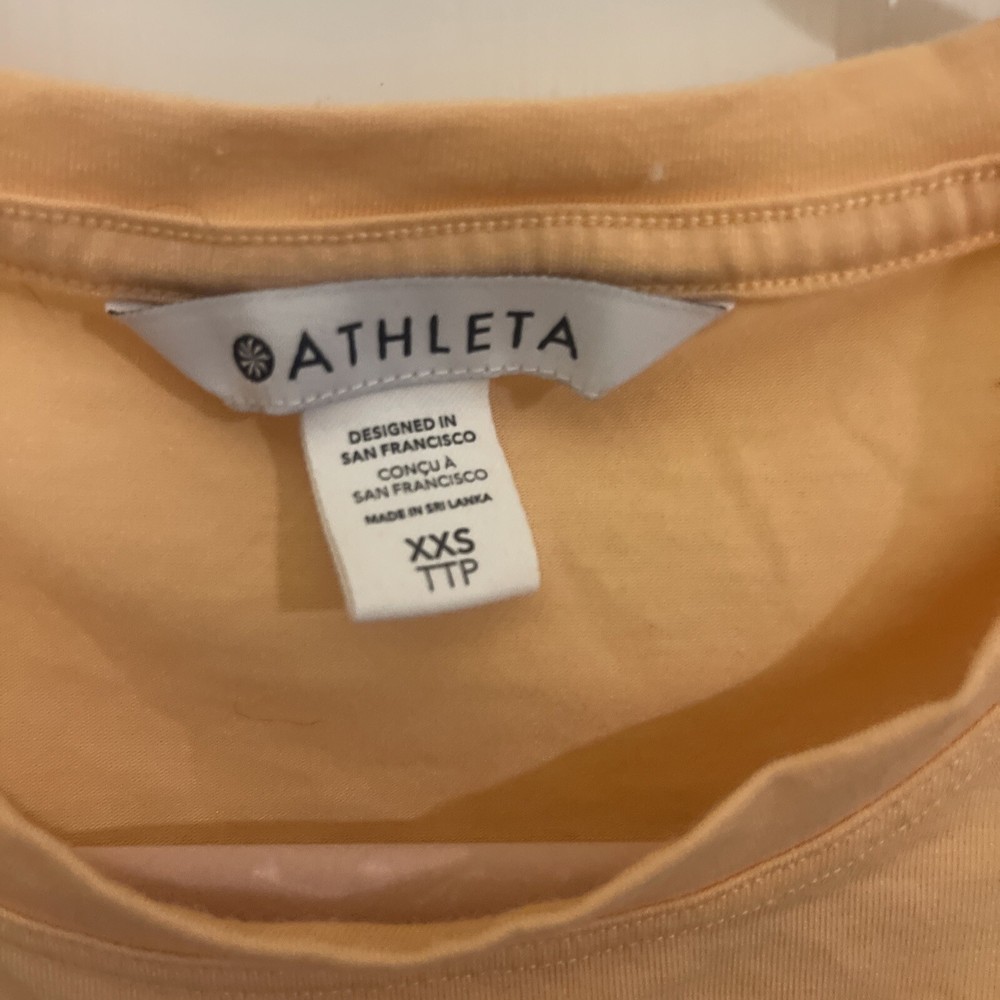 ATHLETA
DESIGNED IN
SAN FRANCISCO
CONÇU À
SAN FRANCISCO
MADE IN SRI LANKA
XXS
TTP